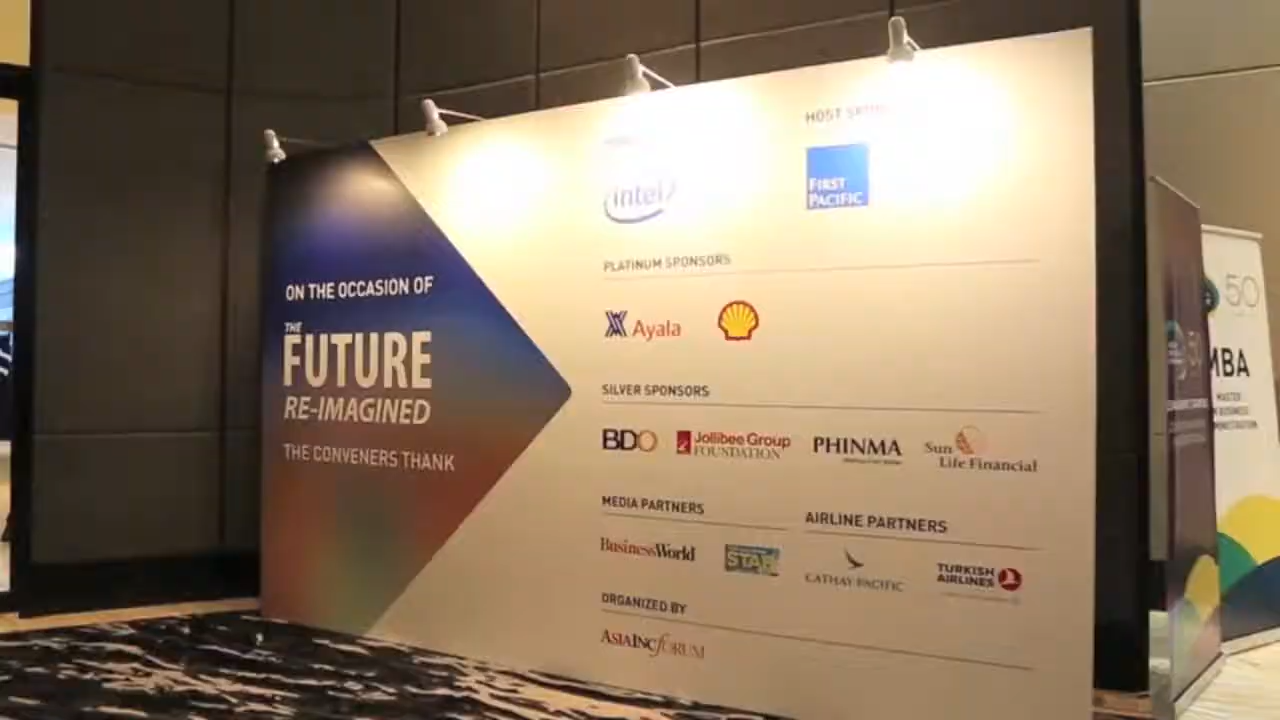 ON THE OCCASION OF
THE
FUTURE
RE-IMAGINED
THE CONVENERS THANK
intel
HOST
FIRST
PACIFIC
PLATINUM SPONSORS
Ayala
SILVER SPONSORS
BDO
Jollibee Group
FOUNDATION
PHINMA
Sun
Life Financial
MEDIA PARTNERS
BusinessWorld
STAR
AIRLINE PARTNERS
CATHAY PACIFIC
TURKISH
AIRLINES
ORGANIZED BY
ASIAINCfORUM
50
MBA
MASTER
BUSINESS